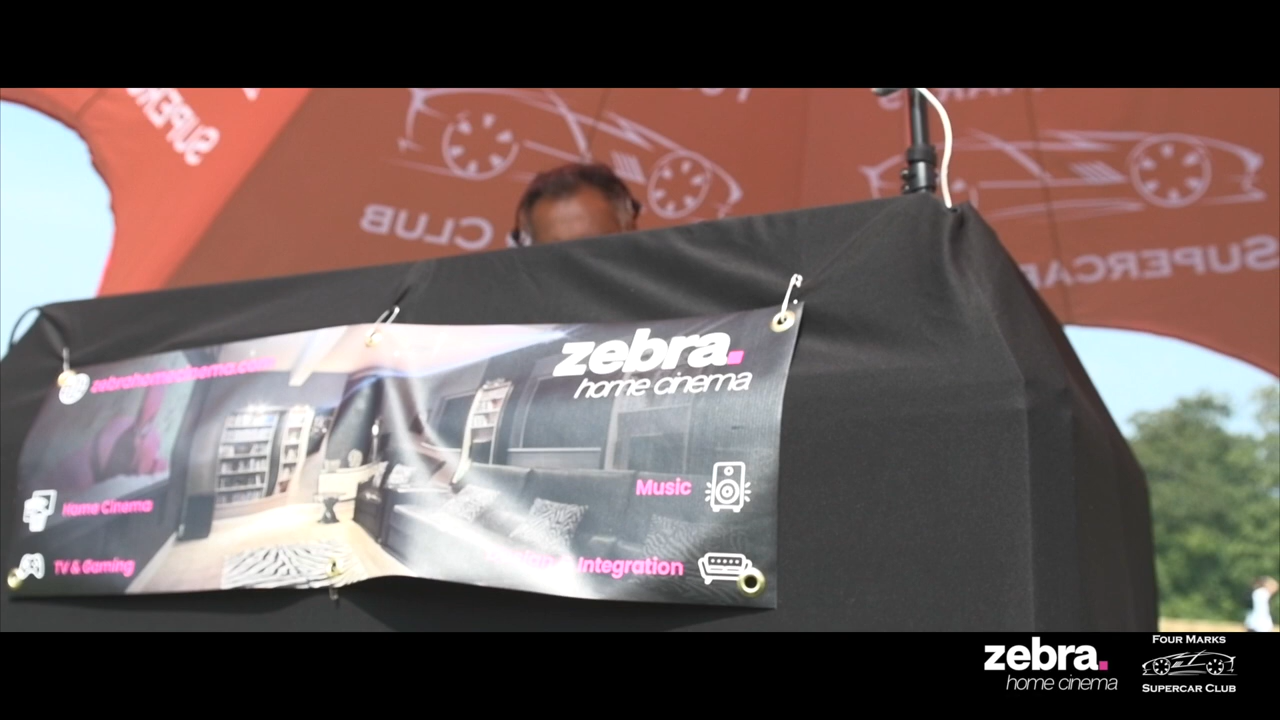 CLUB
SUPERCAR
zebra.
home cinema
zebrahomecinema.com
Music
Home Cinema
Integration
TV & Gaming
zebra.
home cinema
FOUR MARKS
SUPERCAR CLUB